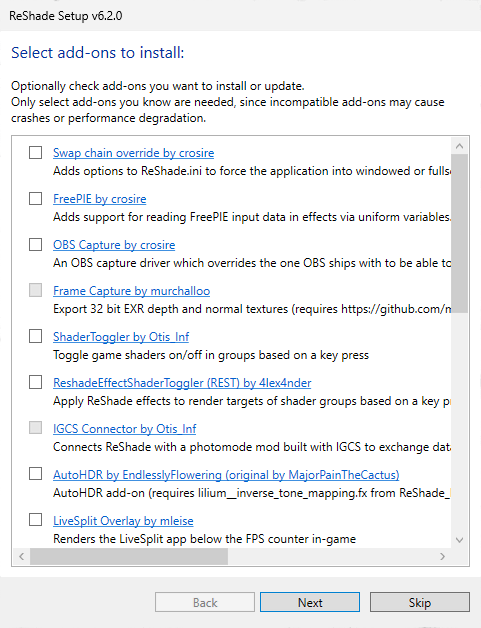 ReShade Setup v6.2.0
Select add-ons to install:
Optionally check add-ons you want to install or update.
Only select add-ons you know are needed, since incompatible add-ons may cause
crashes or performance degradation.
Swap chain override by crosire
Adds options to ReShade.ini to force the application into windowed or fulls
FreePIE by crosire
Adds support for reading FreePIE input data in effects via uniform variables.
OBS Capture by crosire
An OBS capture driver which overrides the one OBS ships with to be able to
Frame Capture by murchalloo
Export 32 bit EXR depth and normal textures (requires https://github.com/m
ShaderToggler by Otis_Inf
Toggle game shaders on/off in groups based on a key press
ReshadeEffectShaderToggler (REST) by 4lex4nder
Apply ReShade effects to render targets of shader groups based on a key p
IGCS Connector by Otis_Inf
Connects ReShade with a photomode mod built with IGCS to exchange dat
AutoHDR by EndlesslyFlowering (original by MajorPainTheCactus)
AutoHDR add-on (requires lilium__inverse_tone_mapping.fx from ReShade_
LiveSplit Overlay by mleise
Renders the LiveSplit app below the FPS counter in-game
Back
Next
Skip